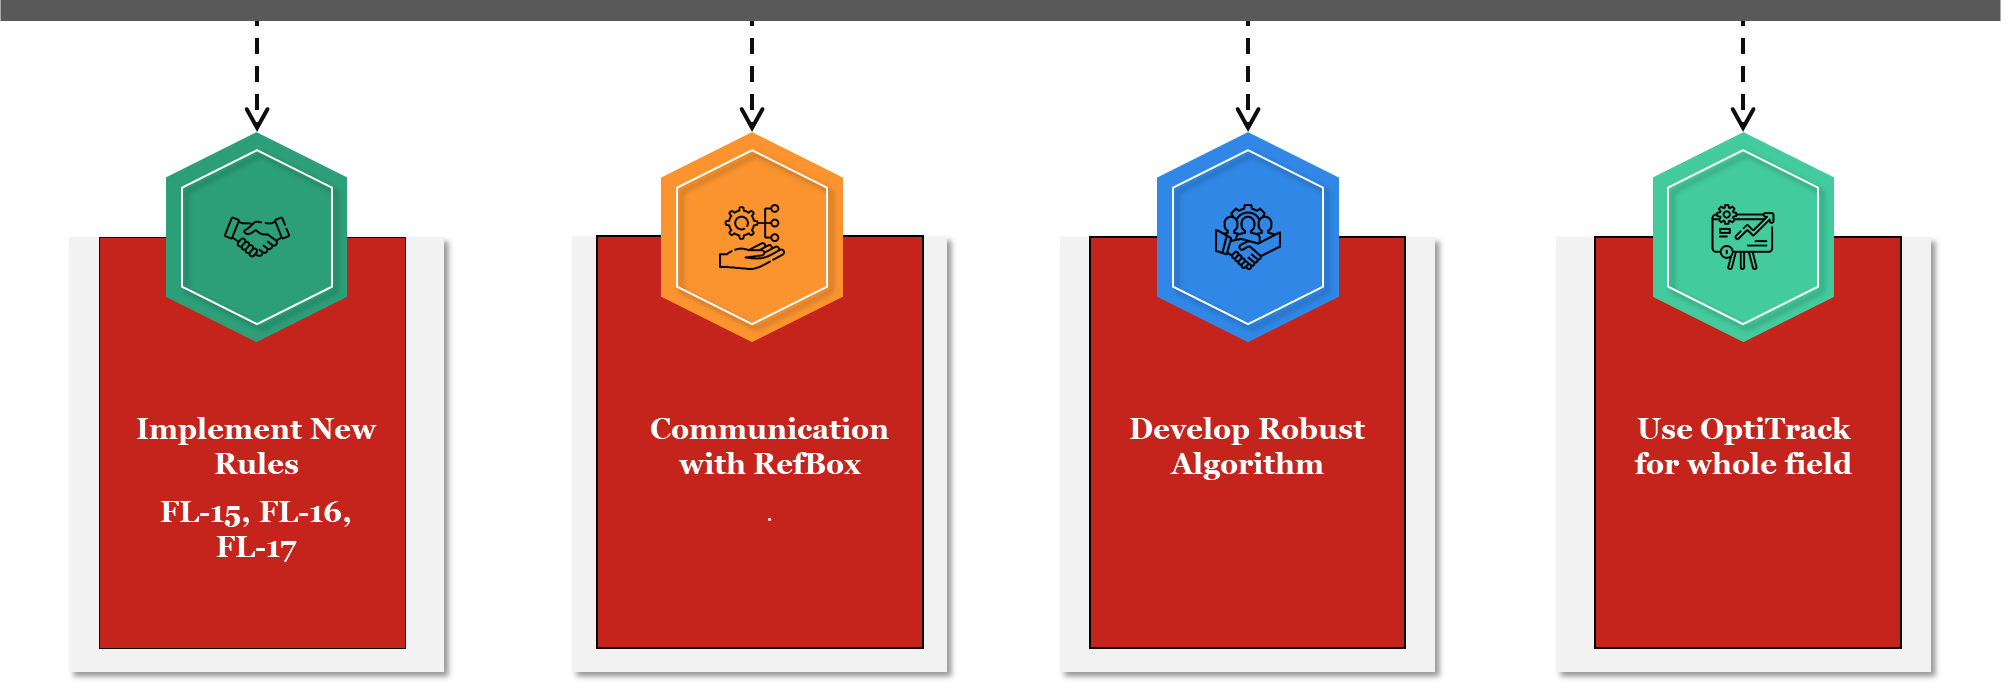 Implement New
Rules
FL-15, FL-16,
FL-17
Communication
with RefBox
.
Develop Robust
Algorithm
Use OptiTrack
for whole field